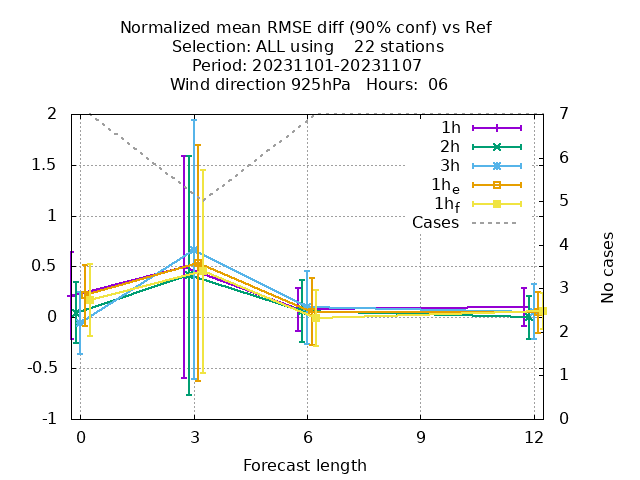 Normalized mean RMSE diff (90% conf) vs Ref
Selection: ALL using    22 stations
Period: 20231101-20231107
Wind direction 925hPa   Hours:  06
2
1.5
1
0.5
0
-0.5
-1
7
6
5
4
3
2
1
0
1h
2h
3h
1he
1hf
Cases
No cases
0
3
6
9
12
Forecast length